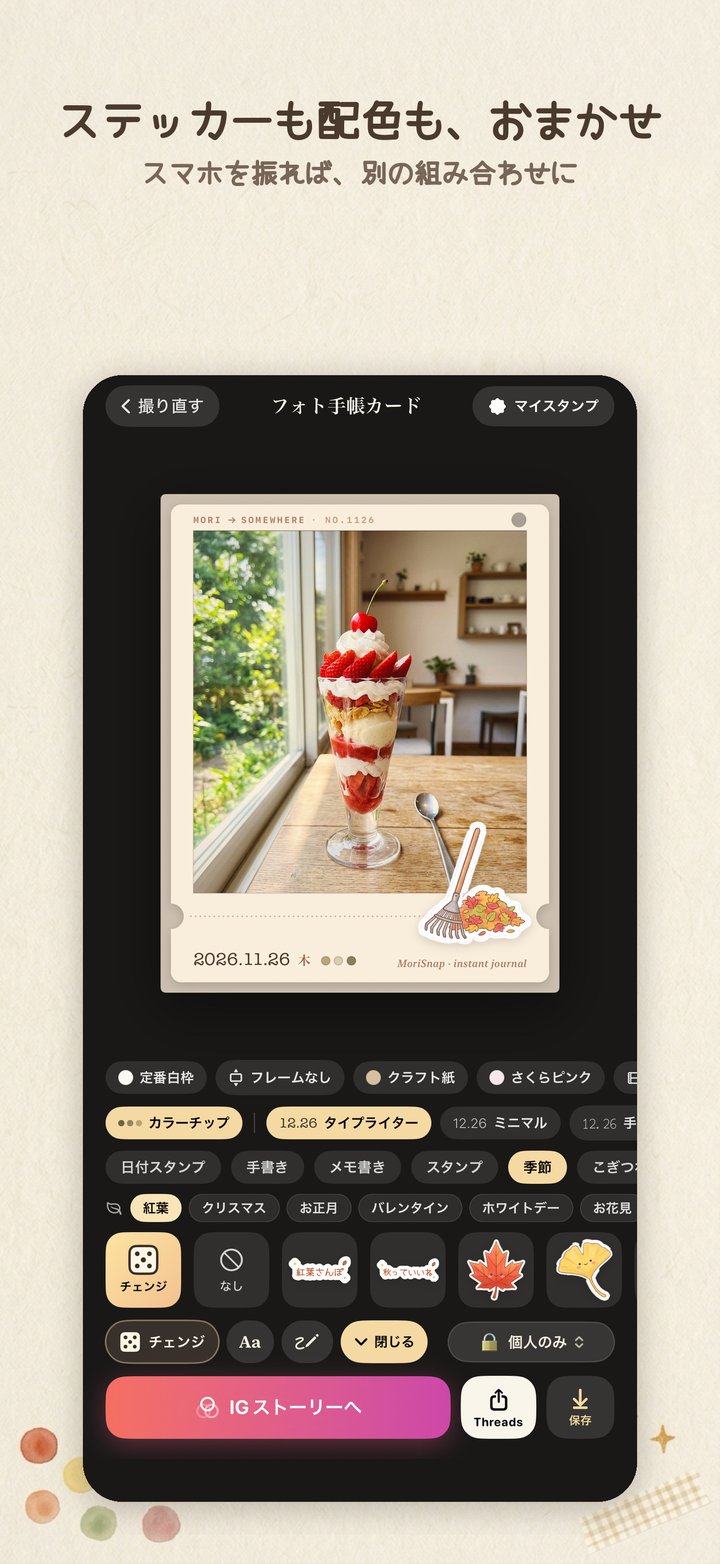 ステッカーも配色も、おまかせ
スマホを振れば、別の組み合わせに
撮り直す
フォト手帳カード
マイスタンプ
MORI → SOMEWHERE · NO.1126
2026.11.26 木
MoriSnap · instant journal
定番白枠
フレームなし
クラフト紙
さくらピンク
カラーチップ
12.26 タイプライター
12.26 ミニマル
12.26 手
日付スタンプ
手書き
メモ書き
スタンプ
季節
こぎつ
紅葉
クリスマス
お正月
バレンタイン
ホワイトデー
お花見
チェンジ
なし
紅葉さんぽ
秋っていいね
チェンジ
Aa
閉じる
個人のみ
IG ストーリーへ
Threads
保存